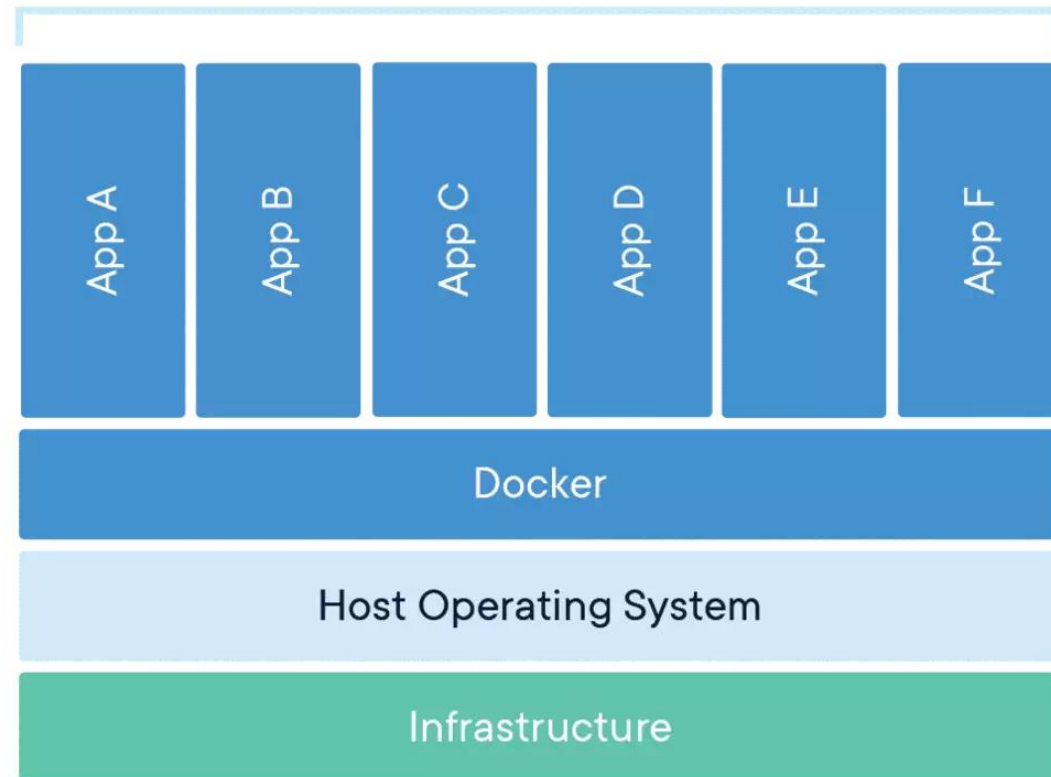 App A
App B
App C
App D
App E
App F
Docker
Host Operating System
Infrastructure